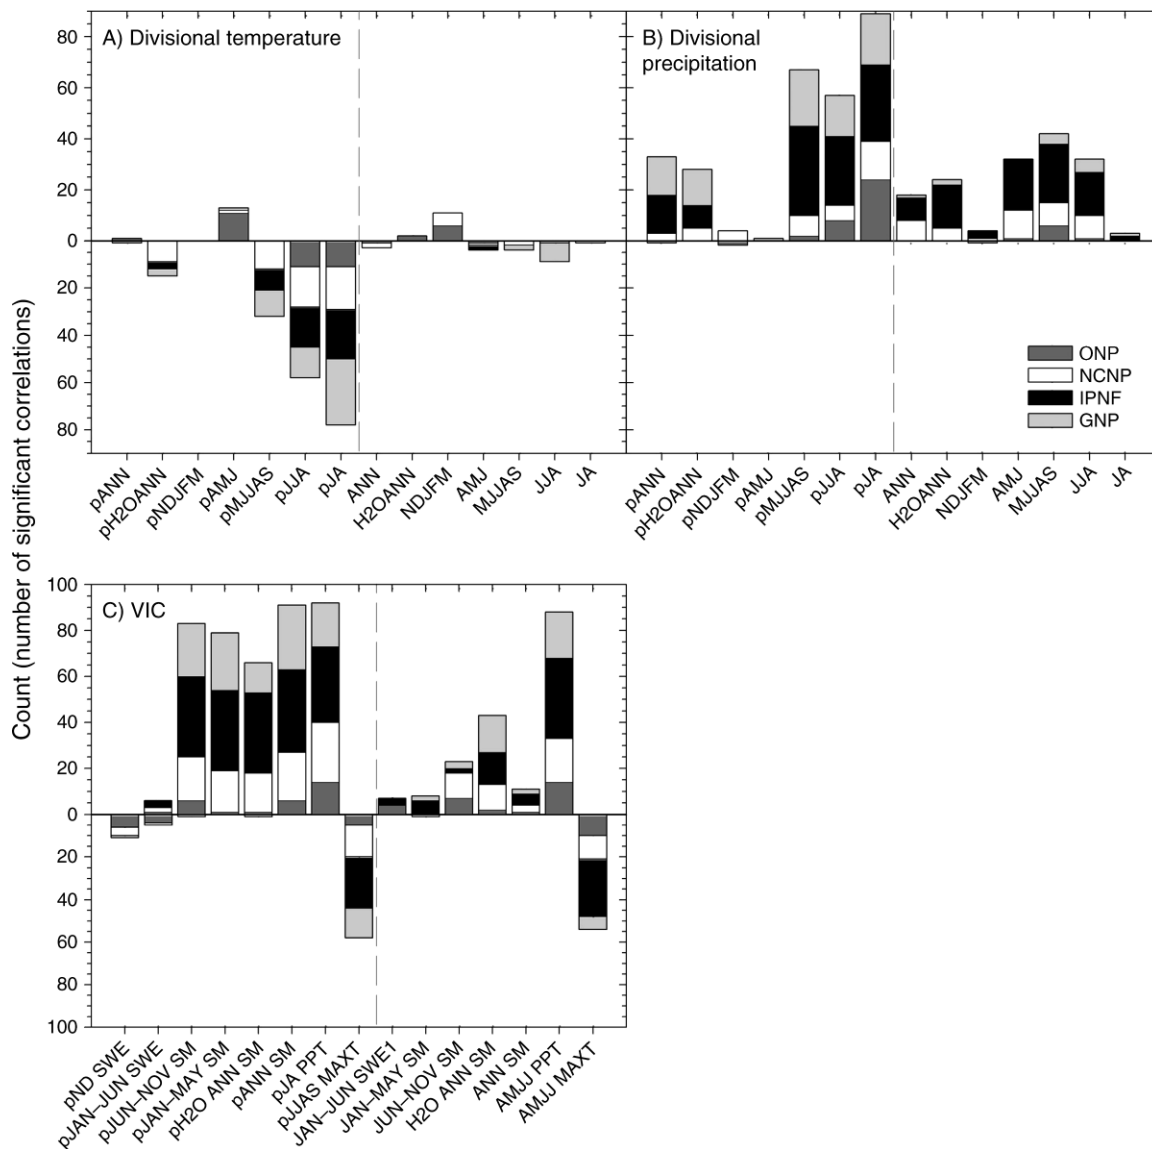 A) Divisional temperature
B) Divisional
precipitation
80
60
40
20
0
20
40
60
80
ONP
NCNP
IPNF
GNP
pANN
pH2OANN
pNDJFM
pAMJ
pMJJAS
pJJA
pJA
ANN
H2OANN
NDJFM
AMJ
MJJAS
JJA
JA
pANN
pH2OANN
pNDJFM
pAMJ
pMJJAS
pJJA
pJA
ANN
H2OANN
NDJFM
AMJ
MJJAS
JJA
JA
Count (number of significant correlations)
C) VIC
100
80
60
40
20
0
20
40
60
80
100
pND SWE
pJAN–JUN SWE
pJUN–NOV SM
pJAN–MAY SM
pH2O ANN SM
pANN SM
pJA PPT
pJJAS MAXT
JAN–JUN SWE1
JAN–MAY SM
JUN–NOV SM
H2O ANN SM
ANN SM
AMJJ PPT
AMJJ MAXT